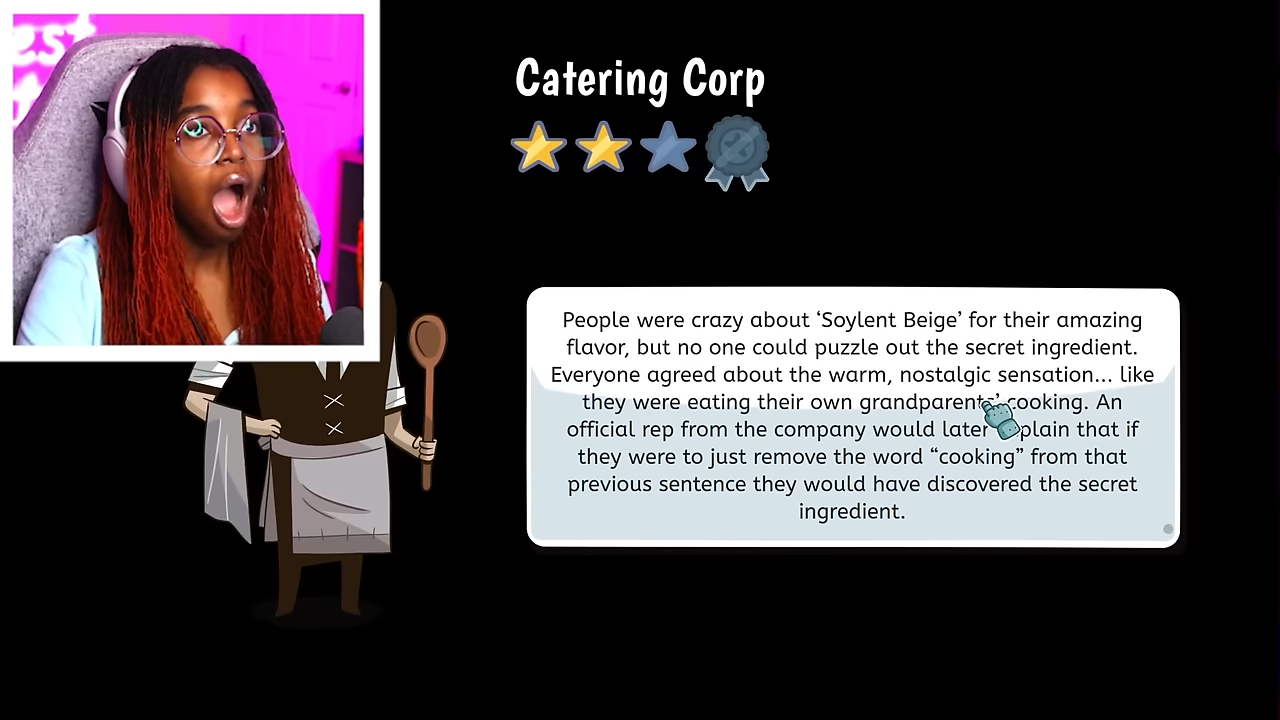 est
Catering Corp
People were crazy about ‘Soylent Beige’ for their amazing
flavor, but no one could puzzle out the secret ingredient.
Everyone agreed about the warm, nostalgic sensation... like
they were eating their own grandparents’ cooking. An
official rep from the company would later explain that if
they were to just remove the word “cooking” from that
previous sentence they would have discovered the secret
ingredient.